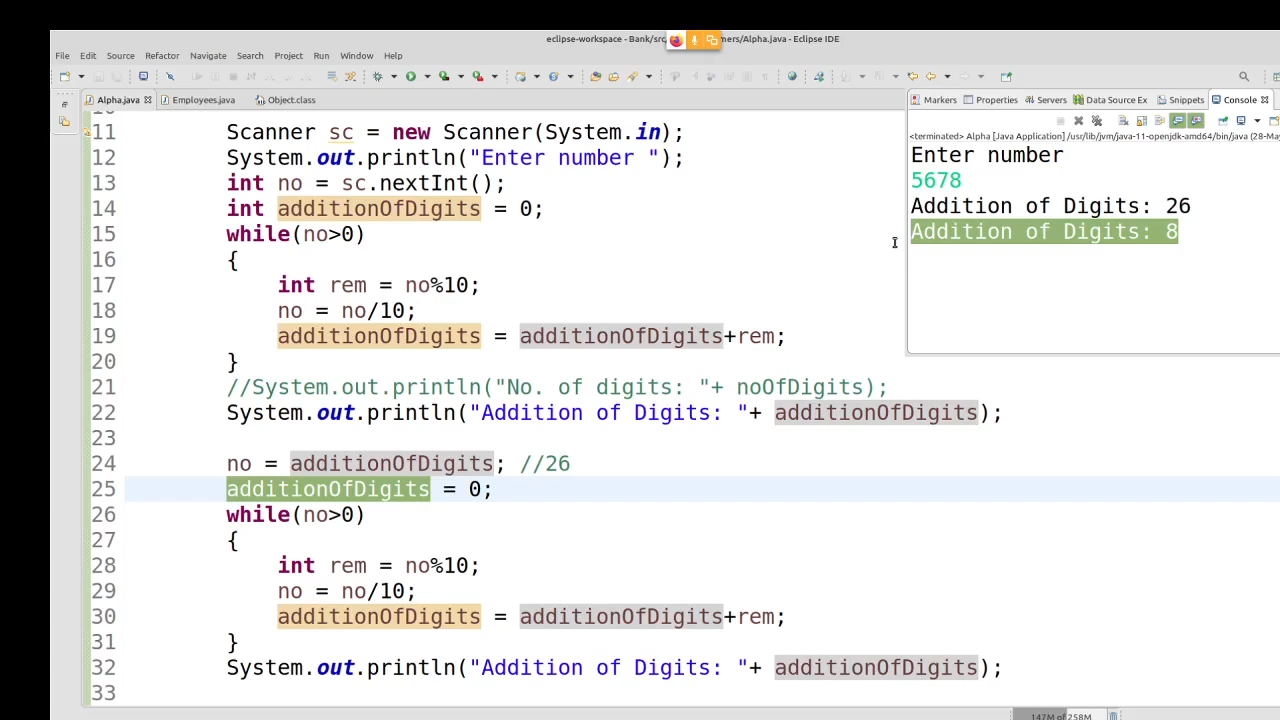 eclipse-workspace - Bank/src/ mers/Alpha.java - Eclipse IDE
File Edit Source Refactor Navigate Search Project Run Window Help
Alpha.java Employees.java Object.class
Markers Properties Servers Data Source Ex Snippets Console
<terminated> Alpha [Java Application] /usr/lib/jvm/java-11-openjdk-amd64/bin/java (28-May
11 Scanner sc = new Scanner(System.in);
12 System.out.println("Enter number ");
13 int no = sc.nextInt();
14 int additionOfDigits = 0;
15 while(no>0)
16 {
17 int rem = no%10;
18 no = no/10;
19 additionOfDigits = additionOfDigits+rem;
20 }
21 //System.out.println("No. of digits: "+ noOfDigits);
22 System.out.println("Addition of Digits: "+ additionOfDigits);
23
24 no = additionOfDigits; //26
25 additionOfDigits = 0;
26 while(no>0)
27 {
28 int rem = no%10;
29 no = no/10;
30 additionOfDigits = additionOfDigits+rem;
31 }
32 System.out.println("Addition of Digits: "+ additionOfDigits);
33
Enter number
5678
Addition of Digits: 26
Addition of Digits: 8
147M of 258M